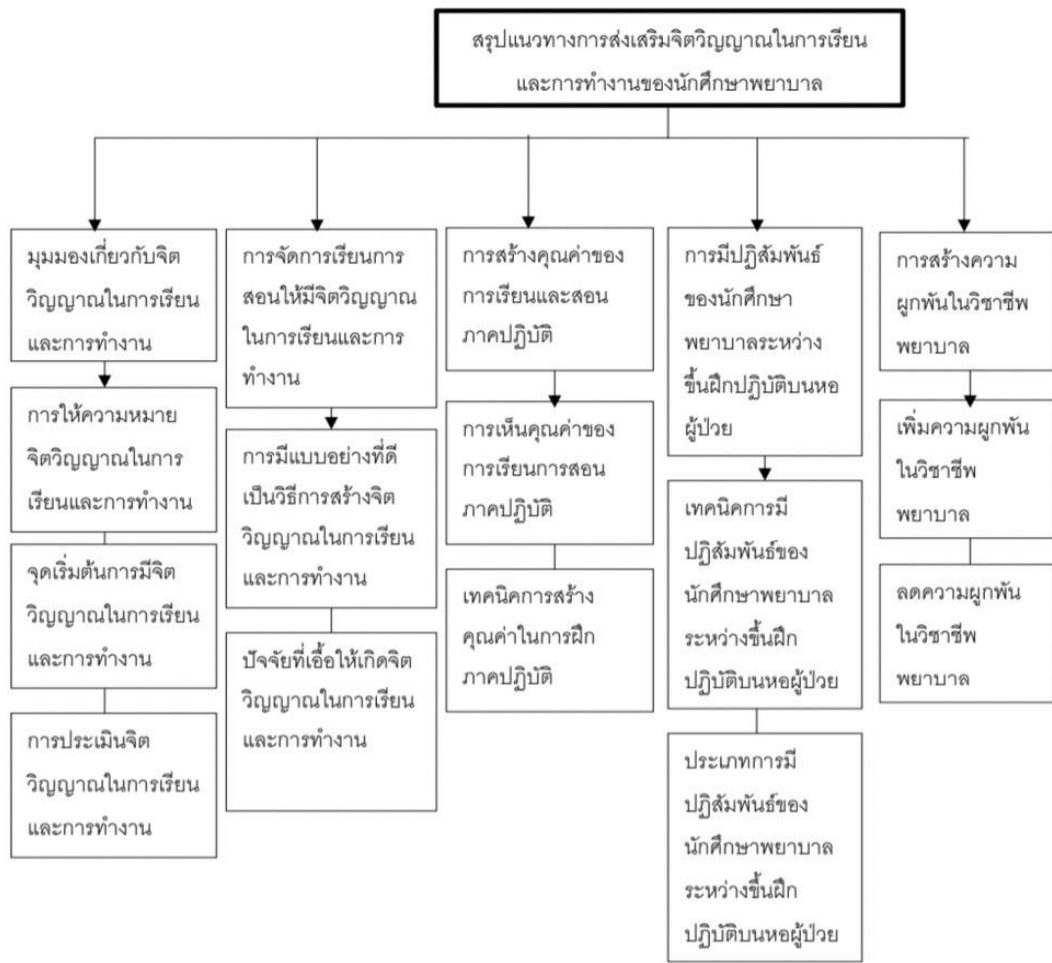 สรุปแนวทางการส่งเสริมจิตวิญญาณในการเรียน
และการทำงานของนักศึกษาพยาบาล
มุมมองเกี่ยวกับจิต
วิญญาณในการเรียน
และการทำงาน
การให้ความหมาย
จิตวิญญาณในการ
เรียนและการทำงาน
จุดเริ่มต้นการมีจิต
วิญญาณในการเรียน
และการทำงาน
การประเมินจิต
วิญญาณในการเรียน
และการทำงาน
การจัดการเรียนการ
สอนให้มีจิตวิญญาณ
ในการเรียนและการ
ทำงาน
การมีแบบอย่างที่ดี
เป็นวิธีการสร้างจิต
วิญญาณในการเรียน
และการทำงาน
ปัจจัยที่เอื้อให้เกิดจิต
วิญญาณในการเรียน
และการทำงาน
การสร้างคุณค่าของ
การเรียนและสอน
ภาคปฏิบัติ
การเห็นคุณค่าของ
การเรียนการสอน
ภาคปฏิบัติ
เทคนิคการสร้าง
คุณค่าในการฝึก
ภาคปฏิบัติ
การมีปฏิสัมพันธ์
ของนักศึกษา
พยาบาลระหว่าง
ขึ้นฝึกปฏิบัติบนหอ
ผู้ป่วย
เทคนิคการมี
ปฏิสัมพันธ์ของ
นักศึกษาพยาบาล
ระหว่างขึ้นฝึก
ปฏิบัติบนหอผู้ป่วย
ประเภทการมี
ปฏิสัมพันธ์ของ
นักศึกษาพยาบาล
ระหว่างขึ้นฝึก
ปฏิบัติบนหอผู้ป่วย
การสร้างความ
ผูกพันในวิชาชีพ
พยาบาล
เพิ่มความผูกพัน
ในวิชาชีพ
พยาบาล
ลดความผูกพัน
ในวิชาชีพ
พยาบาล